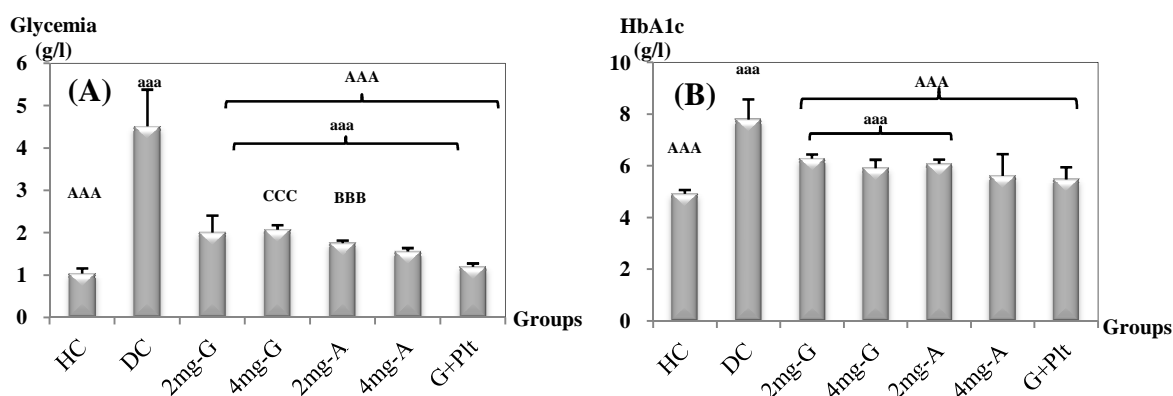 Glycemia
(g/l)
6
5
4
3
2
1
0
(A)
AAA
aaa
AAA
aaa
CCC
BBB
HC
DC
2mg-G
4mg-G
2mg-A
4mg-A
G+Plt
Groups
HbA1c
(g/l)
10
8
6
4
2
0
(B)
AAA
aaa
AAA
aaa
HC
DC
2mg-G
4mg-G
2mg-A
4mg-A
G+Plt
Groups